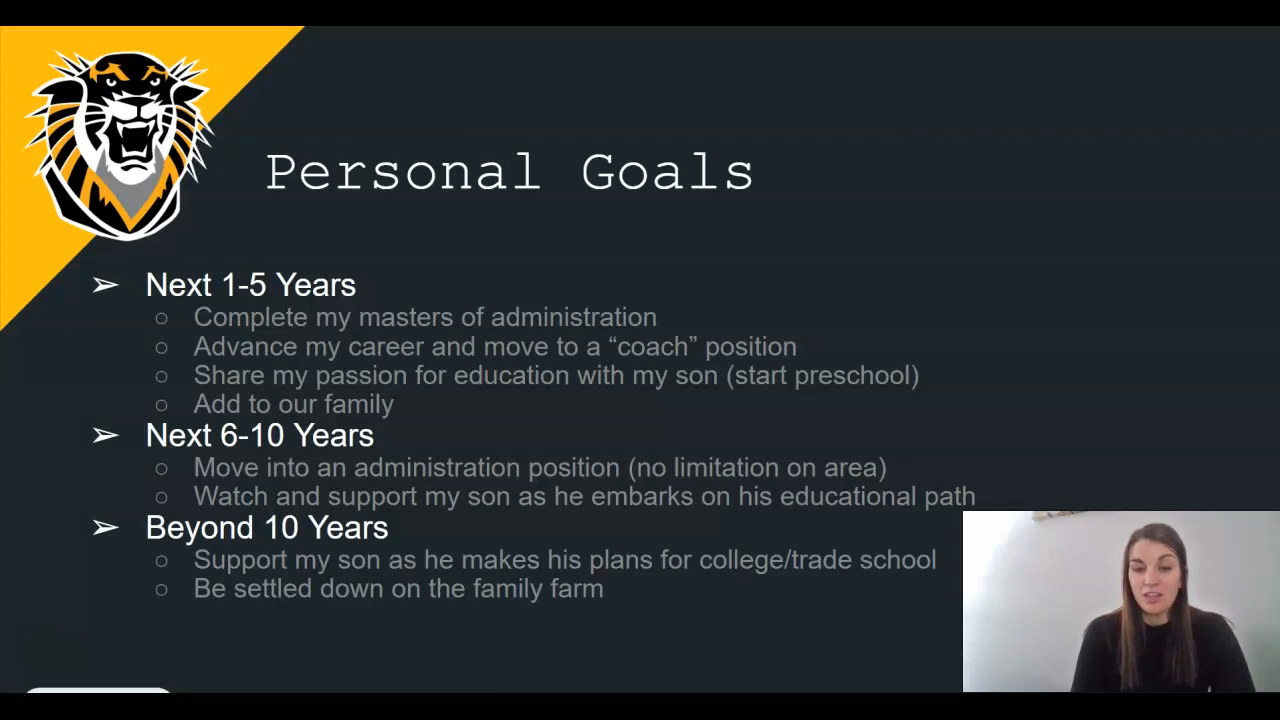 Personal Goals
➢ Next 1-5 Years
○ Complete my masters of administration
○ Advance my career and move to a “coach” position
○ Share my passion for education with my son (start preschool)
○ Add to our family
➢ Next 6-10 Years
○ Move into an administration position (no limitation on area)
○ Watch and support my son as he embarks on his educational path
➢ Beyond 10 Years
○ Support my son as he makes his plans for college/trade school
○ Be settled down on the family farm